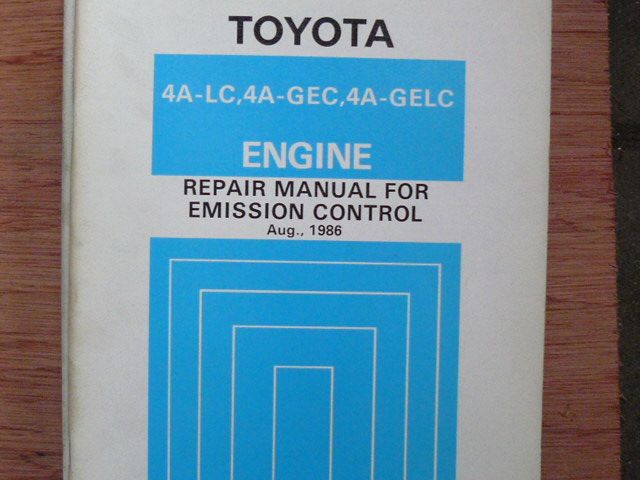 TOYOTA
4A-LC,4A-GEC,4A-GELC
ENGINE
REPAIR MANUAL FOR
EMISSION CONTROL
Aug., 1986